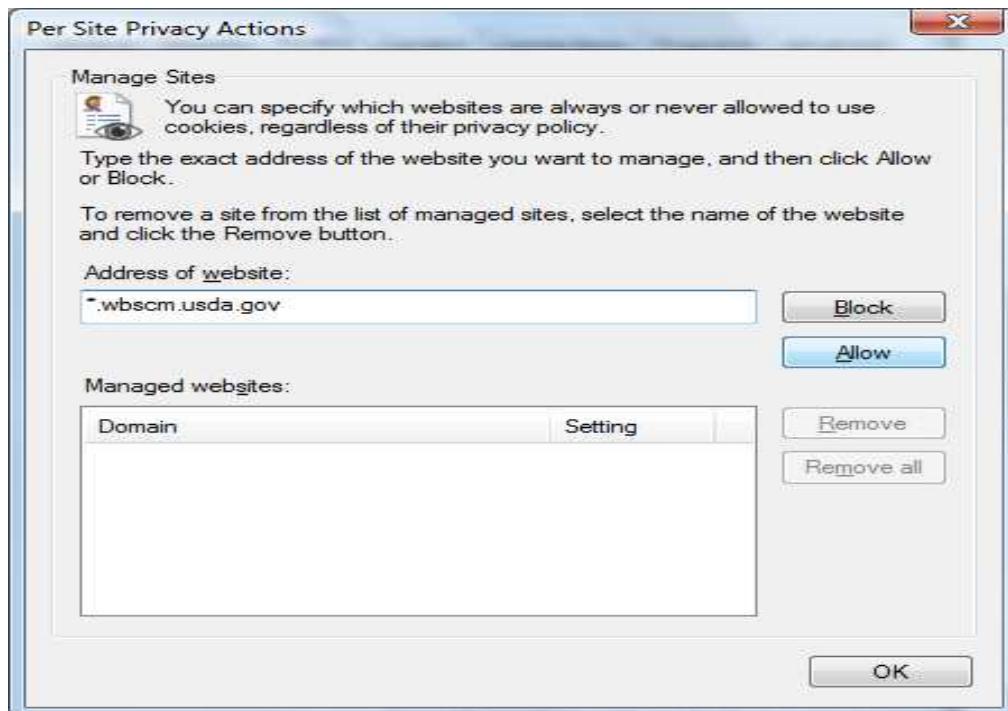 Per Site Privacy Actions
Manage Sites
You can specify which websites are always or never allowed to use
cookies, regardless of their privacy policy.
Type the exact address of the website you want to manage, and then click Allow
or Block.
To remove a site from the list of managed sites, select the name of the website
and click the Remove button.
Address of website:
*.wbscm.usda.gov
Block
Allow
Managed websites:
Domain Setting
Remove
Remove all
OK